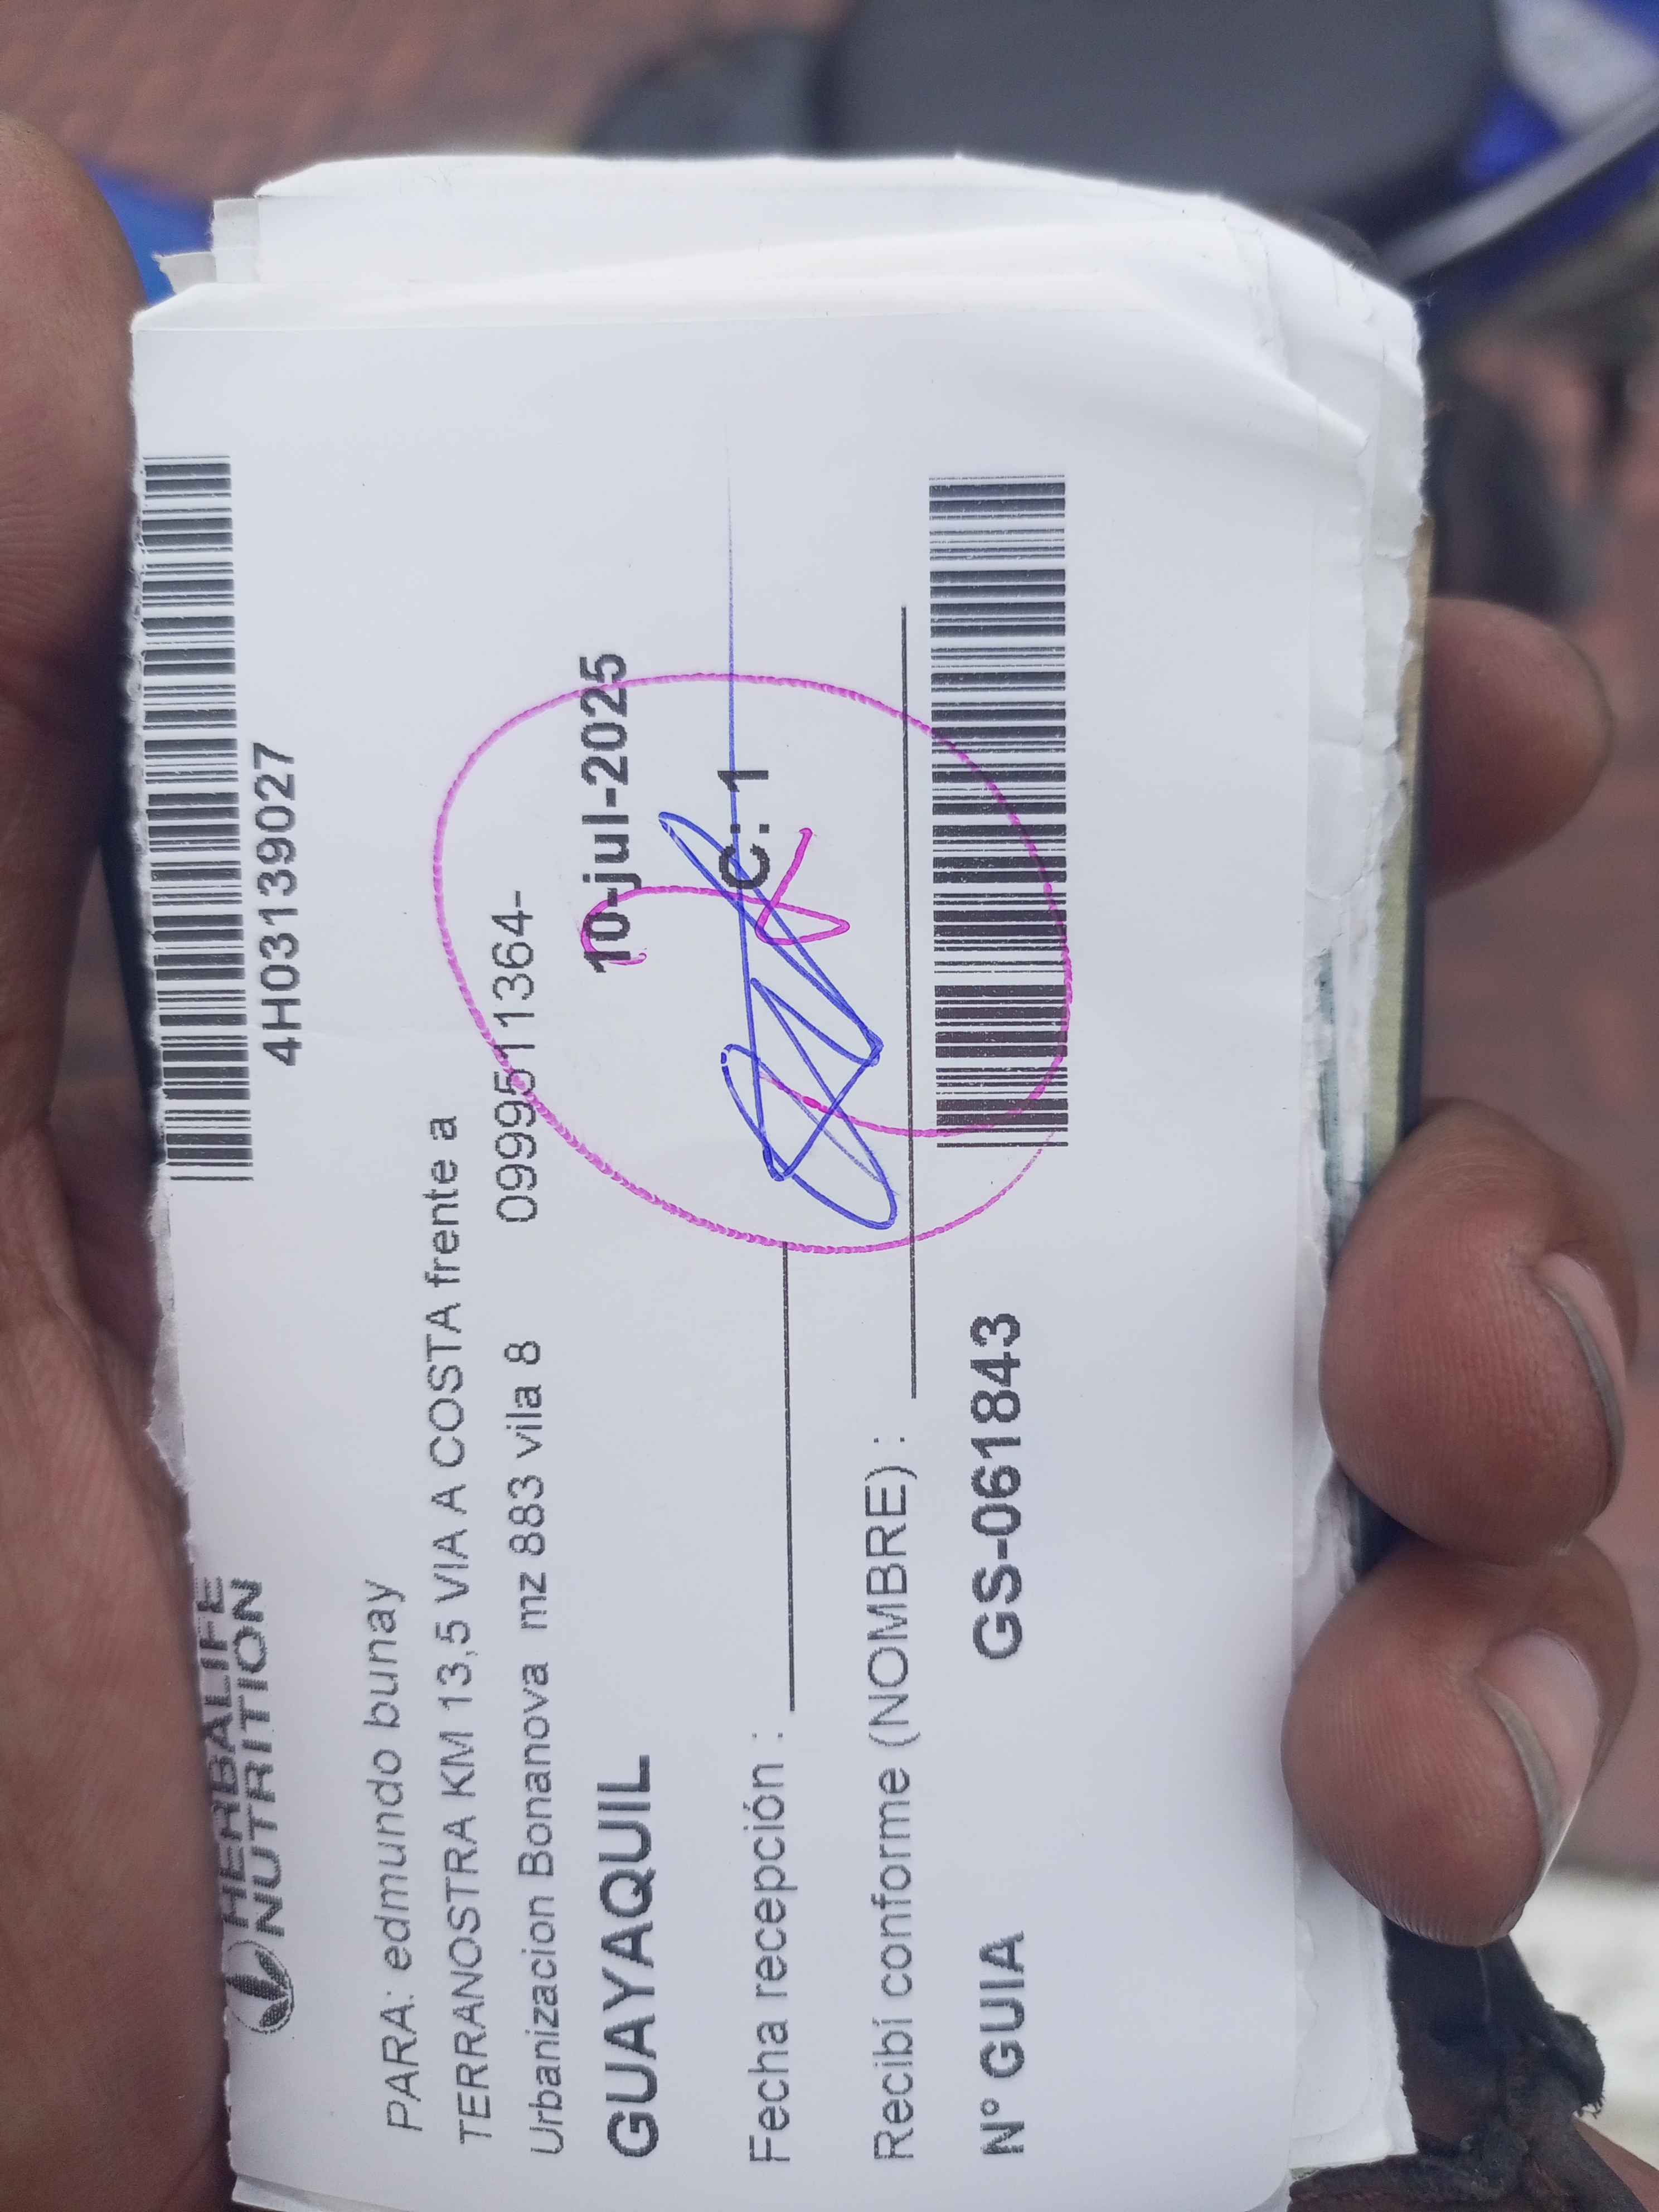 HERBALIFE
NUTRITION
4H03139027
PARA: edmundo bunay
TERRANOSTRA KM 13,5 VIA A COSTA frente a
Urbanizacion Bonanova mz 883 vila 8 0999511364-
GUAYAQUIL 10-jul-2025
Fecha recepción : C: 1
Recibí conforme (NOMBRE) :
N° GUIA GS-061843